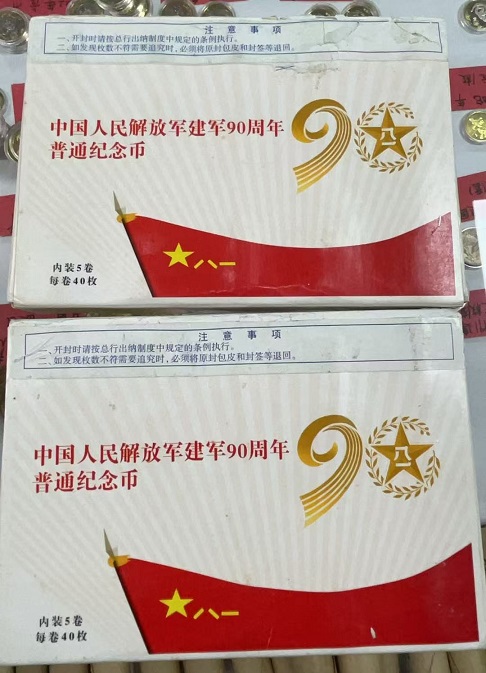 注意事项
一、开封时请按总行出纳制度中规定的条例执行。
二、如发现枚数不符需要追究时,必须将原封包皮和封签等退回。
中国人民解放军建军90周年
普通纪念币
90
八一
八一
内装5卷
每卷40枚
注意事项
一、开封时请按总行出纳制度中规定的条例执行。
二、如发现枚数不符需要追究时,必须将原封包皮和封签等退回。
中国人民解放军建军90周年
普通纪念币
90
八一
八一
内装5卷
每卷40枚